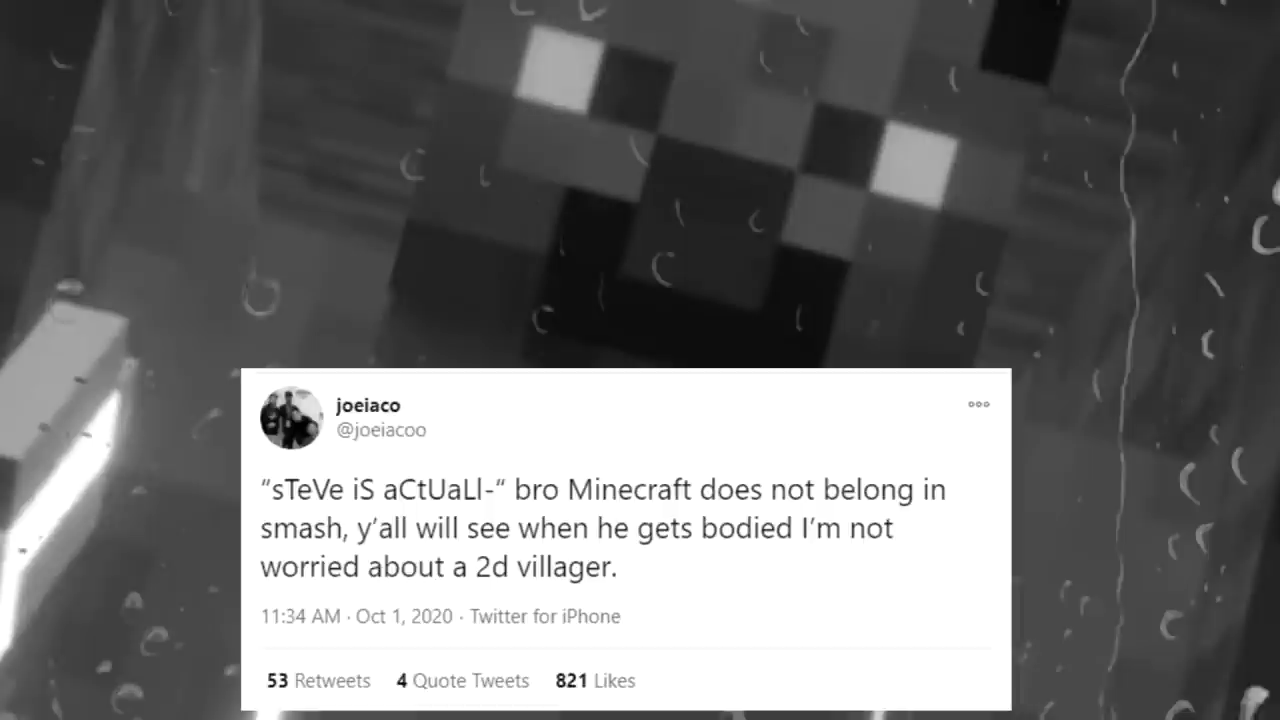 joeiaco
@joeiacoo
“sTeVe iS aCtUaLl-“ bro Minecraft does not belong in
smash, y’all will see when he gets bodied I’m not
worried about a 2d villager.
11:34 AM · Oct 1, 2020 · Twitter for iPhone
53 Retweets 4 Quote Tweets 821 Likes